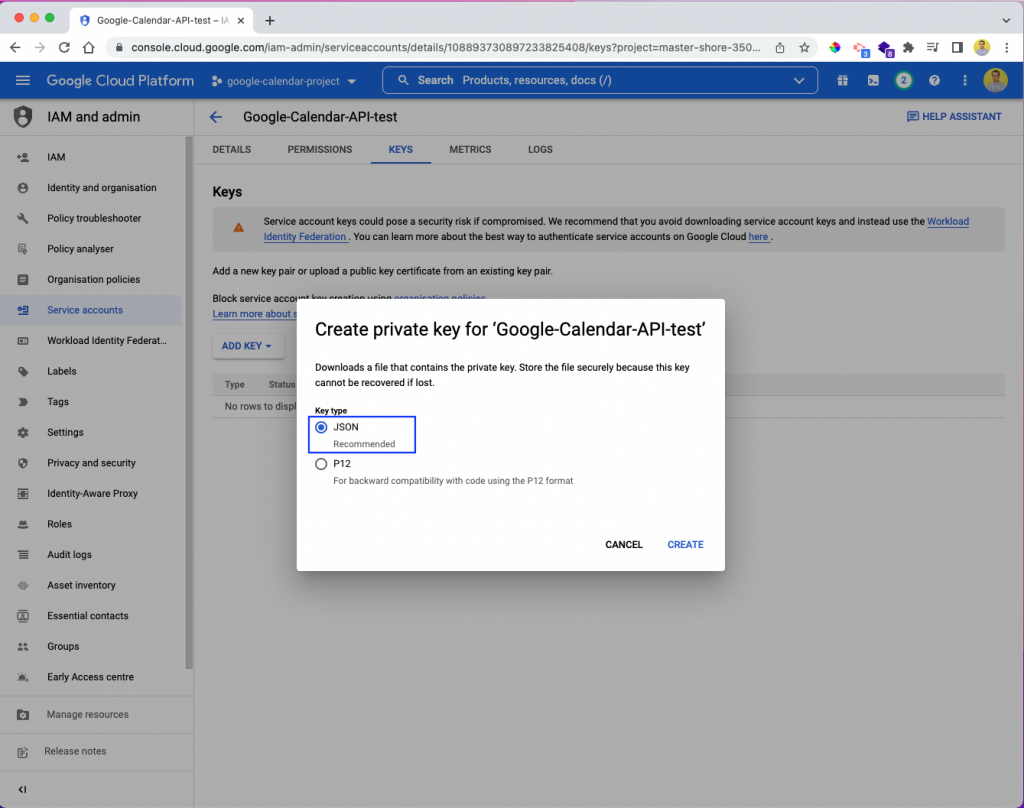 Google-Calendar-API-test – IA
console.cloud.google.com/iam-admin/serviceaccounts/details/108893730897233825408/keys?project=master-shore-350...
3
8
Google Cloud Platform
google-calendar-project
Search Products, resources, docs (/)
2
IAM and admin
Google-Calendar-API-test
HELP ASSISTANT
DETAILS
PERMISSIONS
KEYS
METRICS
LOGS
IAM
Identity and organisation
Policy troubleshooter
Policy analyser
Organisation policies
Service accounts
Workload Identity Federat...
Labels
Tags
Settings
Privacy and security
Identity-Aware Proxy
Roles
Audit logs
Asset inventory
Essential contacts
Groups
Early Access centre
Manage resources
Release notes
Keys
Service account keys could pose a security risk if compromised. We recommend that you avoid downloading service account keys and instead use the Workload
Identity Federation . You can learn more about the best way to authenticate service accounts on Google Cloud here .
Add a new key pair or upload a public key certificate from an existing key pair.
Block service account key creation using organisation policies
Learn more about s
ADD KEY
Type
Status
No rows to displ
Create private key for ‘Google-Calendar-API-test’
Downloads a file that contains the private key. Store the file securely because this key
cannot be recovered if lost.
Key type
JSON
Recommended
P12
For backward compatibility with code using the P12 format
CANCEL
CREATE